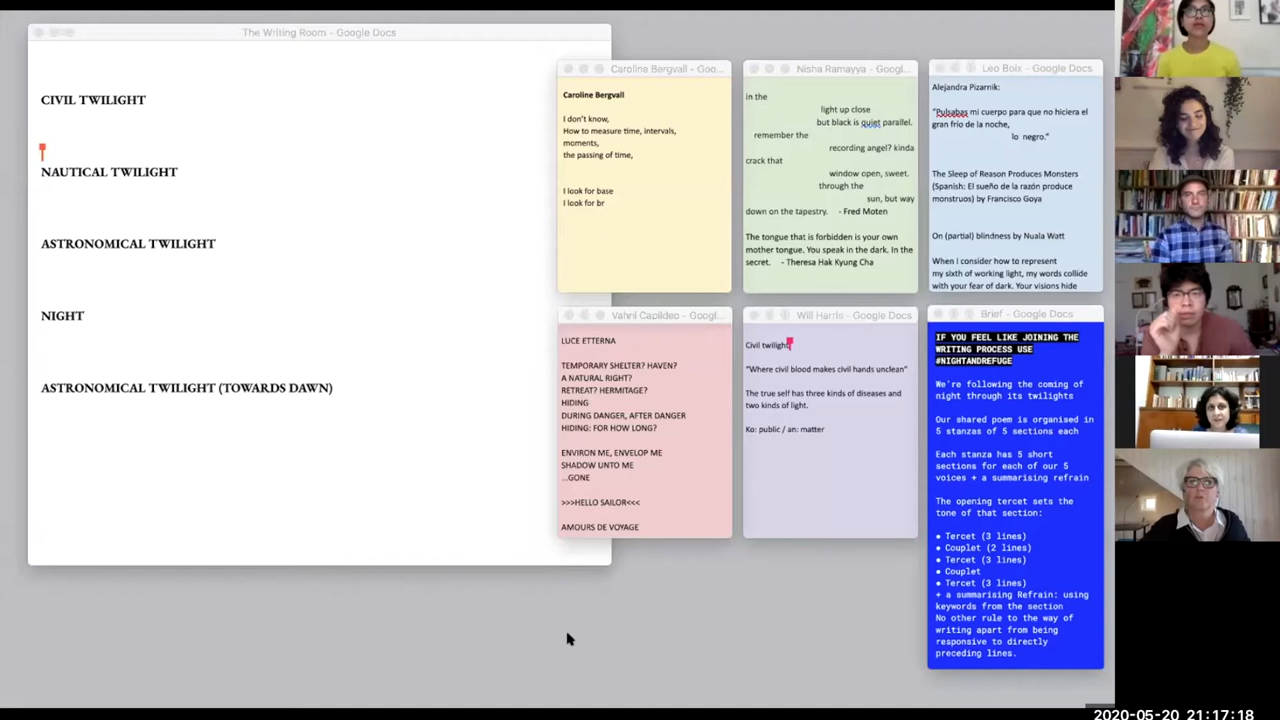 The Writing Room - Google Docs
CIVIL TWILIGHT
NAUTICAL TWILIGHT
ASTRONOMICAL TWILIGHT
NIGHT
ASTRONOMICAL TWILIGHT (TOWARDS DAWN)
Caroline Bergvall - Goo...
Caroline Bergvall
I don't know,
How to measure time, intervals,
moments,
the passing of time,
I look for base
I look for br
Nisha Ramayya - Googl...
in the
light up close
but black is quiet parallel.
remember the
recording angel? kinda
crack that
window open, sweet.
through the
sun, but way
down on the tapestry. - Fred Moten
The tongue that is forbidden is your own
mother tongue. You speak in the dark. In the
secret. - Theresa Hak Kyung Cha
Leo Boix - Google Docs
Alejandra Pizarnik:
"Pulsabas mi cuerpo para que no hiciera el
gran frío de la noche,
lo negro."
The Sleep of Reason Produces Monsters
(Spanish: El sueño de la razón produce
monstruos) by Francisco Goya
On (partial) blindness by Nuala Watt
When I consider how to represent
my sixth of working light, my words collide
with your fear of dark. Your visions hide
Vahni Capildeo - Googl...
LUCE ETTERNA
TEMPORARY SHELTER? HAVEN?
A NATURAL RIGHT?
RETREAT? HERMITAGE?
HIDING
DURING DANGER, AFTER DANGER
HIDING: FOR HOW LONG?
ENVIRON ME, ENVELOP ME
SHADOW UNTO ME
...GONE
>>>HELLO SAILOR<<<
AMOURS DE VOYAGE
Will Harris - Google Docs
Civil twilight
"Where civil blood makes civil hands unclean"
The true self has three kinds of diseases and
two kinds of light.
Ko: public / an: matter
Brief - Google Docs
IF YOU FEEL LIKE JOINING THE
WRITING PROCESS USE
#NIGHTANDREFUGE
We're following the coming of
night through its twilights
Our shared poem is organised in
5 stanzas of 5 sections each
Each stanza has 5 short
sections for each of our 5
voices + a summarising refrain
The opening tercet sets the
tone of that section:
● Tercet (3 lines)
● Couplet (2 lines)
● Tercet (3 lines)
● Couplet
● Tercet (3 lines)
+ a summarising Refrain: using
keywords from the section
No other rule to the way of
writing apart from being
responsive to directly
preceding lines.
2020-05-20 21:17:18